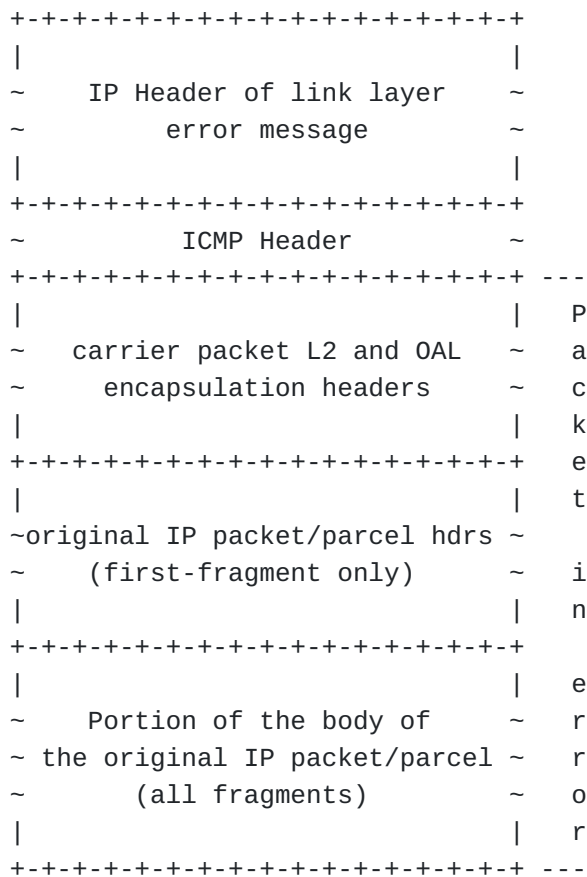 +-+-+-+-+-+-+-+-+-+-+-+-+-+-+-+-+
|                               |
~    IP Header of link layer    ~
~         error message         ~
|                               |
+-+-+-+-+-+-+-+-+-+-+-+-+-+-+-+-+
~          ICMP Header          ~
+-+-+-+-+-+-+-+-+-+-+-+-+-+-+-+-+ ---
|                               |   P
~   carrier packet L2 and OAL   ~   a
~     encapsulation headers     ~   c
|                               |   k
+-+-+-+-+-+-+-+-+-+-+-+-+-+-+-+-+   e
|                               |   t
~original IP packet/parcel hdrs ~
~    (first-fragment only)      ~   i
|                               |   n
+-+-+-+-+-+-+-+-+-+-+-+-+-+-+-+-+
|                               |   e
~    Portion of the body of     ~   r
~ the original IP packet/parcel ~   r
~       (all fragments)         ~   o
|                               |   r
+-+-+-+-+-+-+-+-+-+-+-+-+-+-+-+-+ ---